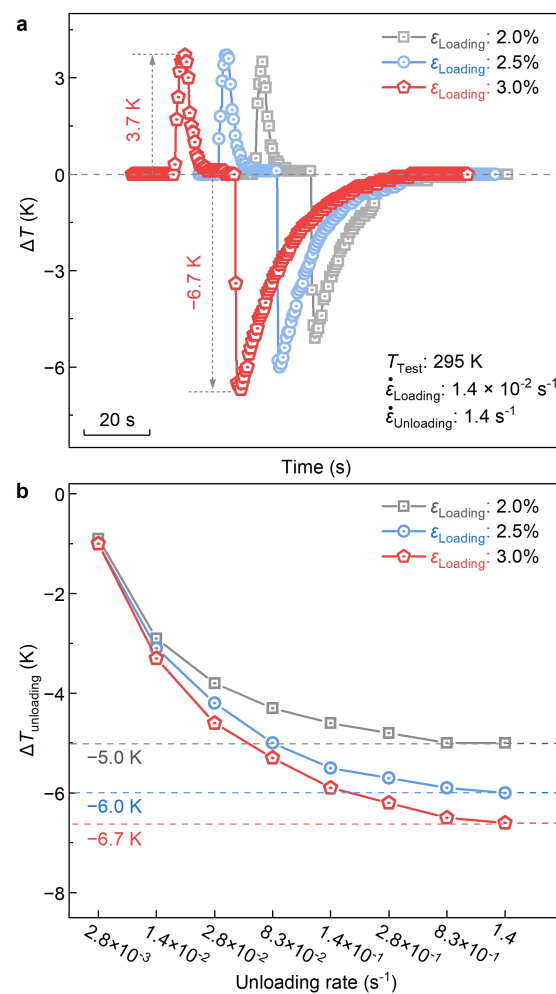 a
ε_Loading: 2.0%
ε_Loading: 2.5%
ε_Loading: 3.0%
3
0
−3
−6
ΔT (K)
3.7 K
−6.7 K
T_Test: 295 K
ε̇_Loading: 1.4 × 10⁻² s⁻¹
ε̇_Unloading: 1.4 s⁻¹
20 s
Time (s)
b
ε_Loading: 2.0%
ε_Loading: 2.5%
ε_Loading: 3.0%
0
−2
−4
−6
−8
ΔT_unloading (K)
−5.0 K
−6.0 K
−6.7 K
2.8×10⁻³ 1.4×10⁻² 2.8×10⁻² 8.3×10⁻² 1.4×10⁻¹ 2.8×10⁻¹ 8.3×10⁻¹ 1.4
Unloading rate (s⁻¹)